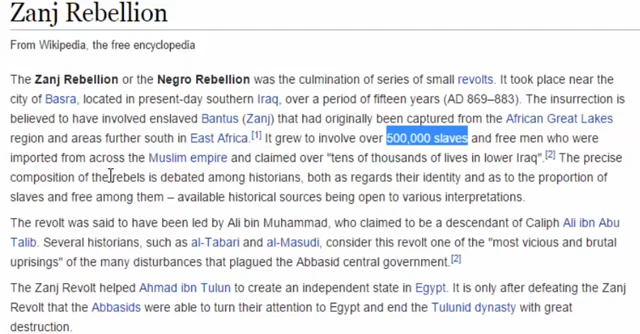 Zanj Rebellion
From Wikipedia, the free encyclopedia
The Zanj Rebellion or the Negro Rebellion was the culmination of series of small revolts. It took place near the
city of Basra, located in present-day southern Iraq, over a period of fifteen years (AD 869–883). The insurrection is
believed to have involved enslaved Bantus (Zanj) that had originally been captured from the African Great Lakes
region and areas further south in East Africa.[1] It grew to involve over 500,000 slaves and free men who were
imported from across the Muslim empire and claimed over "tens of thousands of lives in lower Iraq".[2] The precise
composition of the rebels is debated among historians, both as regards their identity and as to the proportion of
slaves and free among them – available historical sources being open to various interpretations.
The revolt was said to have been led by Ali bin Muhammad, who claimed to be a descendant of Caliph Ali ibn Abu
Talib. Several historians, such as al-Tabari and al-Masudi, consider this revolt one of the "most vicious and brutal
uprisings" of the many disturbances that plagued the Abbasid central government.[2]
The Zanj Revolt helped Ahmad ibn Tulun to create an independent state in Egypt. It is only after defeating the Zanj
Revolt that the Abbasids were able to turn their attention to Egypt and end the Tulunid dynasty with great
destruction.